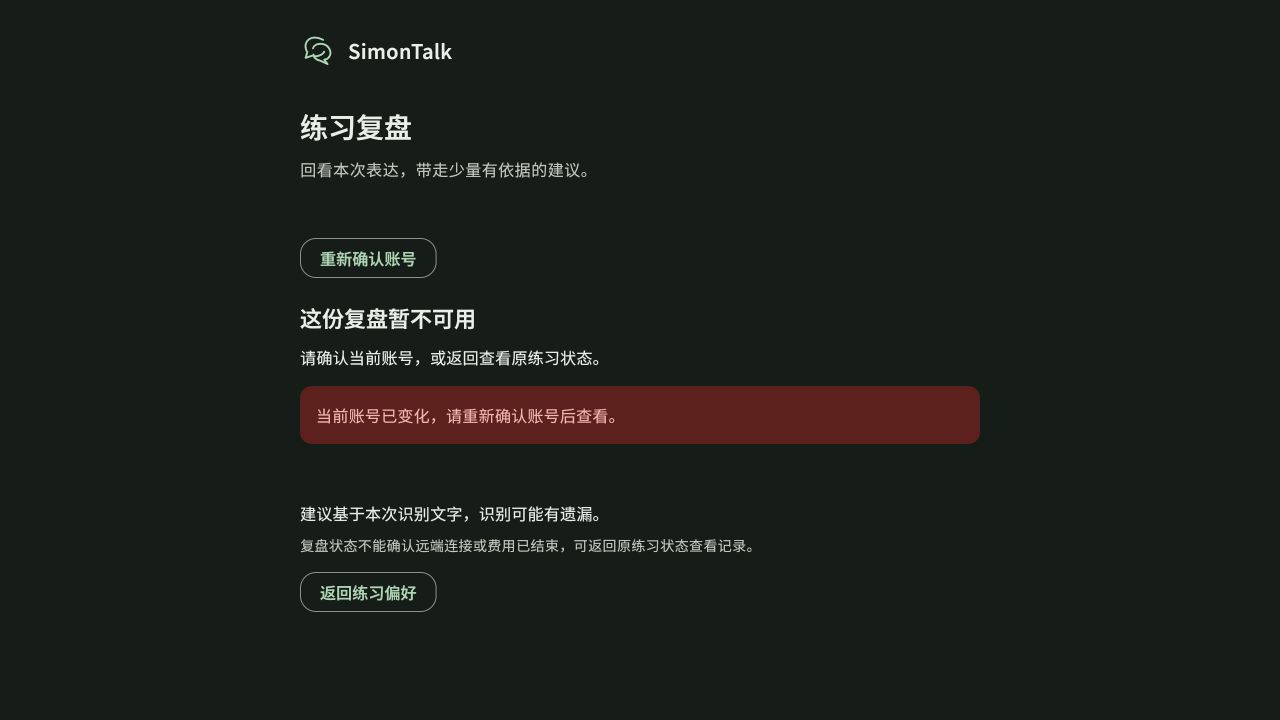 SimonTalk
练习复盘
回看本次表达，带走少量有依据的建议。
重新确认账号
这份复盘暂不可用
请确认当前账号，或返回查看原练习状态。
当前账号已变化，请重新确认账号后查看。
建议基于本次识别文字，识别可能有遗漏。
复盘状态不能确认远端连接或费用已结束，可返回原练习状态查看记录。
返回练习偏好